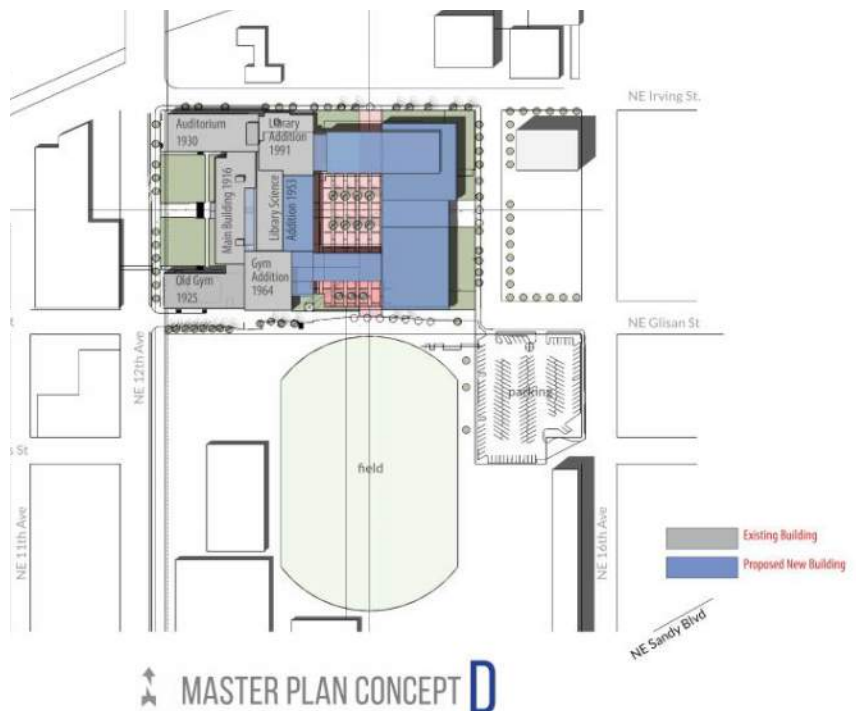 NE Irving St.
Auditorium
1930
Library
Addition
1991
Main Building 1916
Library Science
Addition 1953
Gym
Addition
1964
Old Gym
1925
NE Glisan St
NE 12th Ave
parking
field
NE 11th Ave
NE 16th Ave
Existing Building
Proposed New Building
NE Sandy Blvd
MASTER PLAN CONCEPT D